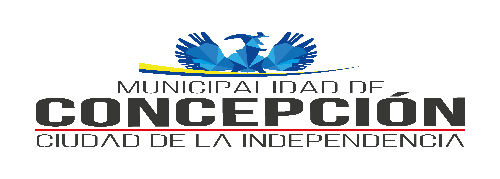 MUNICIPALIDAD DE
CONCEPCIÓN
CIUDAD DE LA INDEPENDENCIA